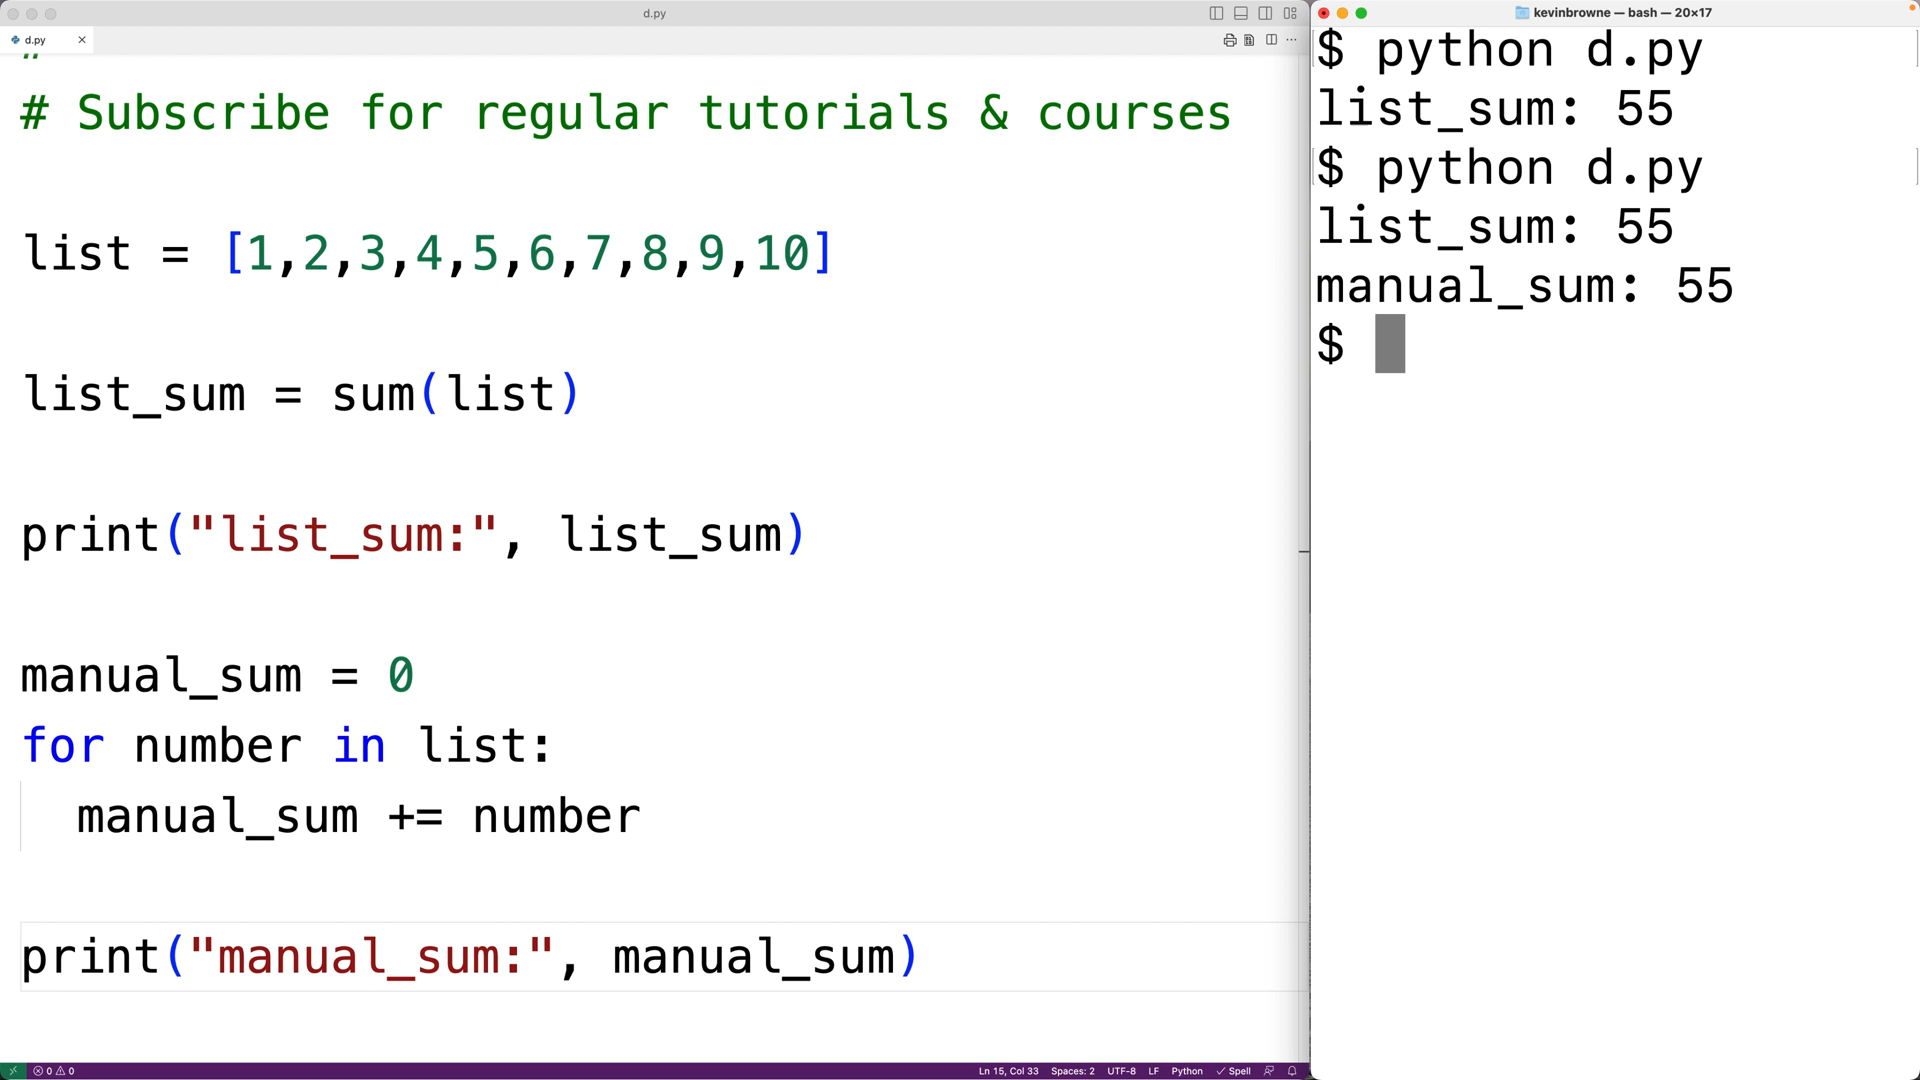 d.py
d.py
#
# Subscribe for regular tutorials & courses
list = [1,2,3,4,5,6,7,8,9,10]
list_sum = sum(list)
print("list_sum:", list_sum)
manual_sum = 0
for number in list:
  manual_sum += number
print("manual_sum:", manual_sum)
0 0
Ln 15, Col 33 Spaces: 2 UTF-8 LF Python Spell
kevinbrowne — bash — 20×17
$ python d.py
list_sum: 55
$ python d.py
list_sum: 55
manual_sum: 55
$